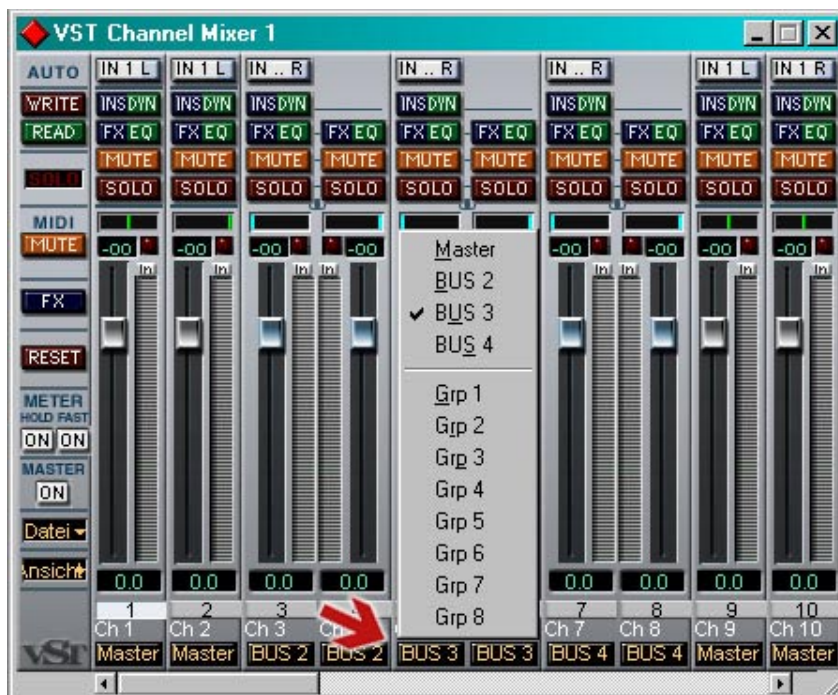 VST Channel Mixer 1
AUTO IN 1 L IN 1 L IN .. R IN .. R IN .. R IN 1 L IN 1 R
WRITE INS DYN INS DYN INS DYN INS DYN INS DYN INS DYN INS DYN
READ FX EQ FX EQ FX EQ FX EQ FX EQ FX EQ FX EQ FX EQ FX EQ FX EQ
MUTE MUTE MUTE MUTE MUTE MUTE MUTE MUTE MUTE MUTE
SOLO SOLO SOLO SOLO SOLO SOLO SOLO SOLO SOLO SOLO SOLO
MIDI
MUTE -oo -oo -oo -oo -oo -oo -oo -oo
In In In In In In In In
FX
RESET
METER
HOLD FAST
ON ON
MASTER
ON
Datei
Ansicht
Master
BUS 2
BUS 3
BUS 4
Grp 1
Grp 2
Grp 3
Grp 4
Grp 5
Grp 6
Grp 7
Grp 8
0.0 0.0 0.0 0.0 0.0 0.0 0.0 0.0
1 2 3 7 8 9 10
Ch 1 Ch 2 Ch 3 Ch 7 Ch 8 Ch 9 Ch 10
VST Master Master BUS 2 BUS 2 BUS 3 BUS 3 BUS 4 BUS 4 Master Master